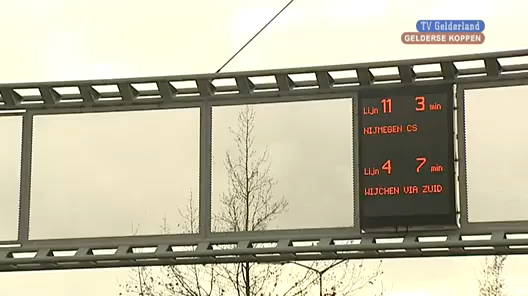 TV Gelderland
GELDERSE KOPPEN
Lijn 11 3 min
NIJMEGEN CS
Lijn 4 7 min
WIJCHEN VIA ZUID